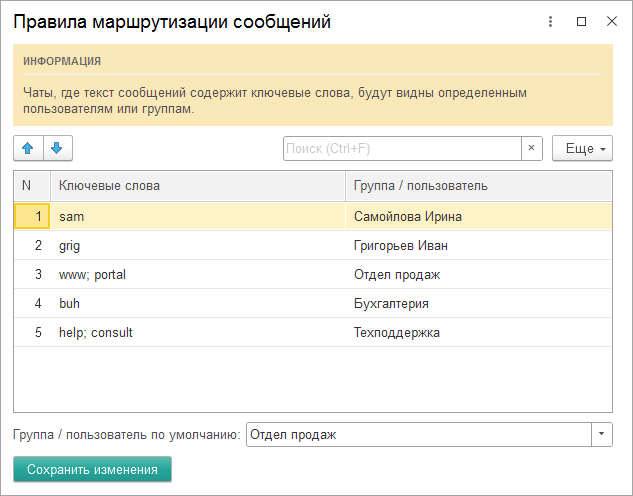 Правила маршрутизации сообщений
ИНФОРМАЦИЯ
Чаты, где текст сообщений содержит ключевые слова, будут видны определенным
пользователям или группам.
Поиск (Ctrl+F) × Еще
N Ключевые слова Группа / пользователь
1 sam Самойлова Ирина
2 grig Григорьев Иван
3 www; portal Отдел продаж
4 buh Бухгалтерия
5 help; consult Техподдержка
Группа / пользователь по умолчанию: Отдел продаж
Сохранить изменения